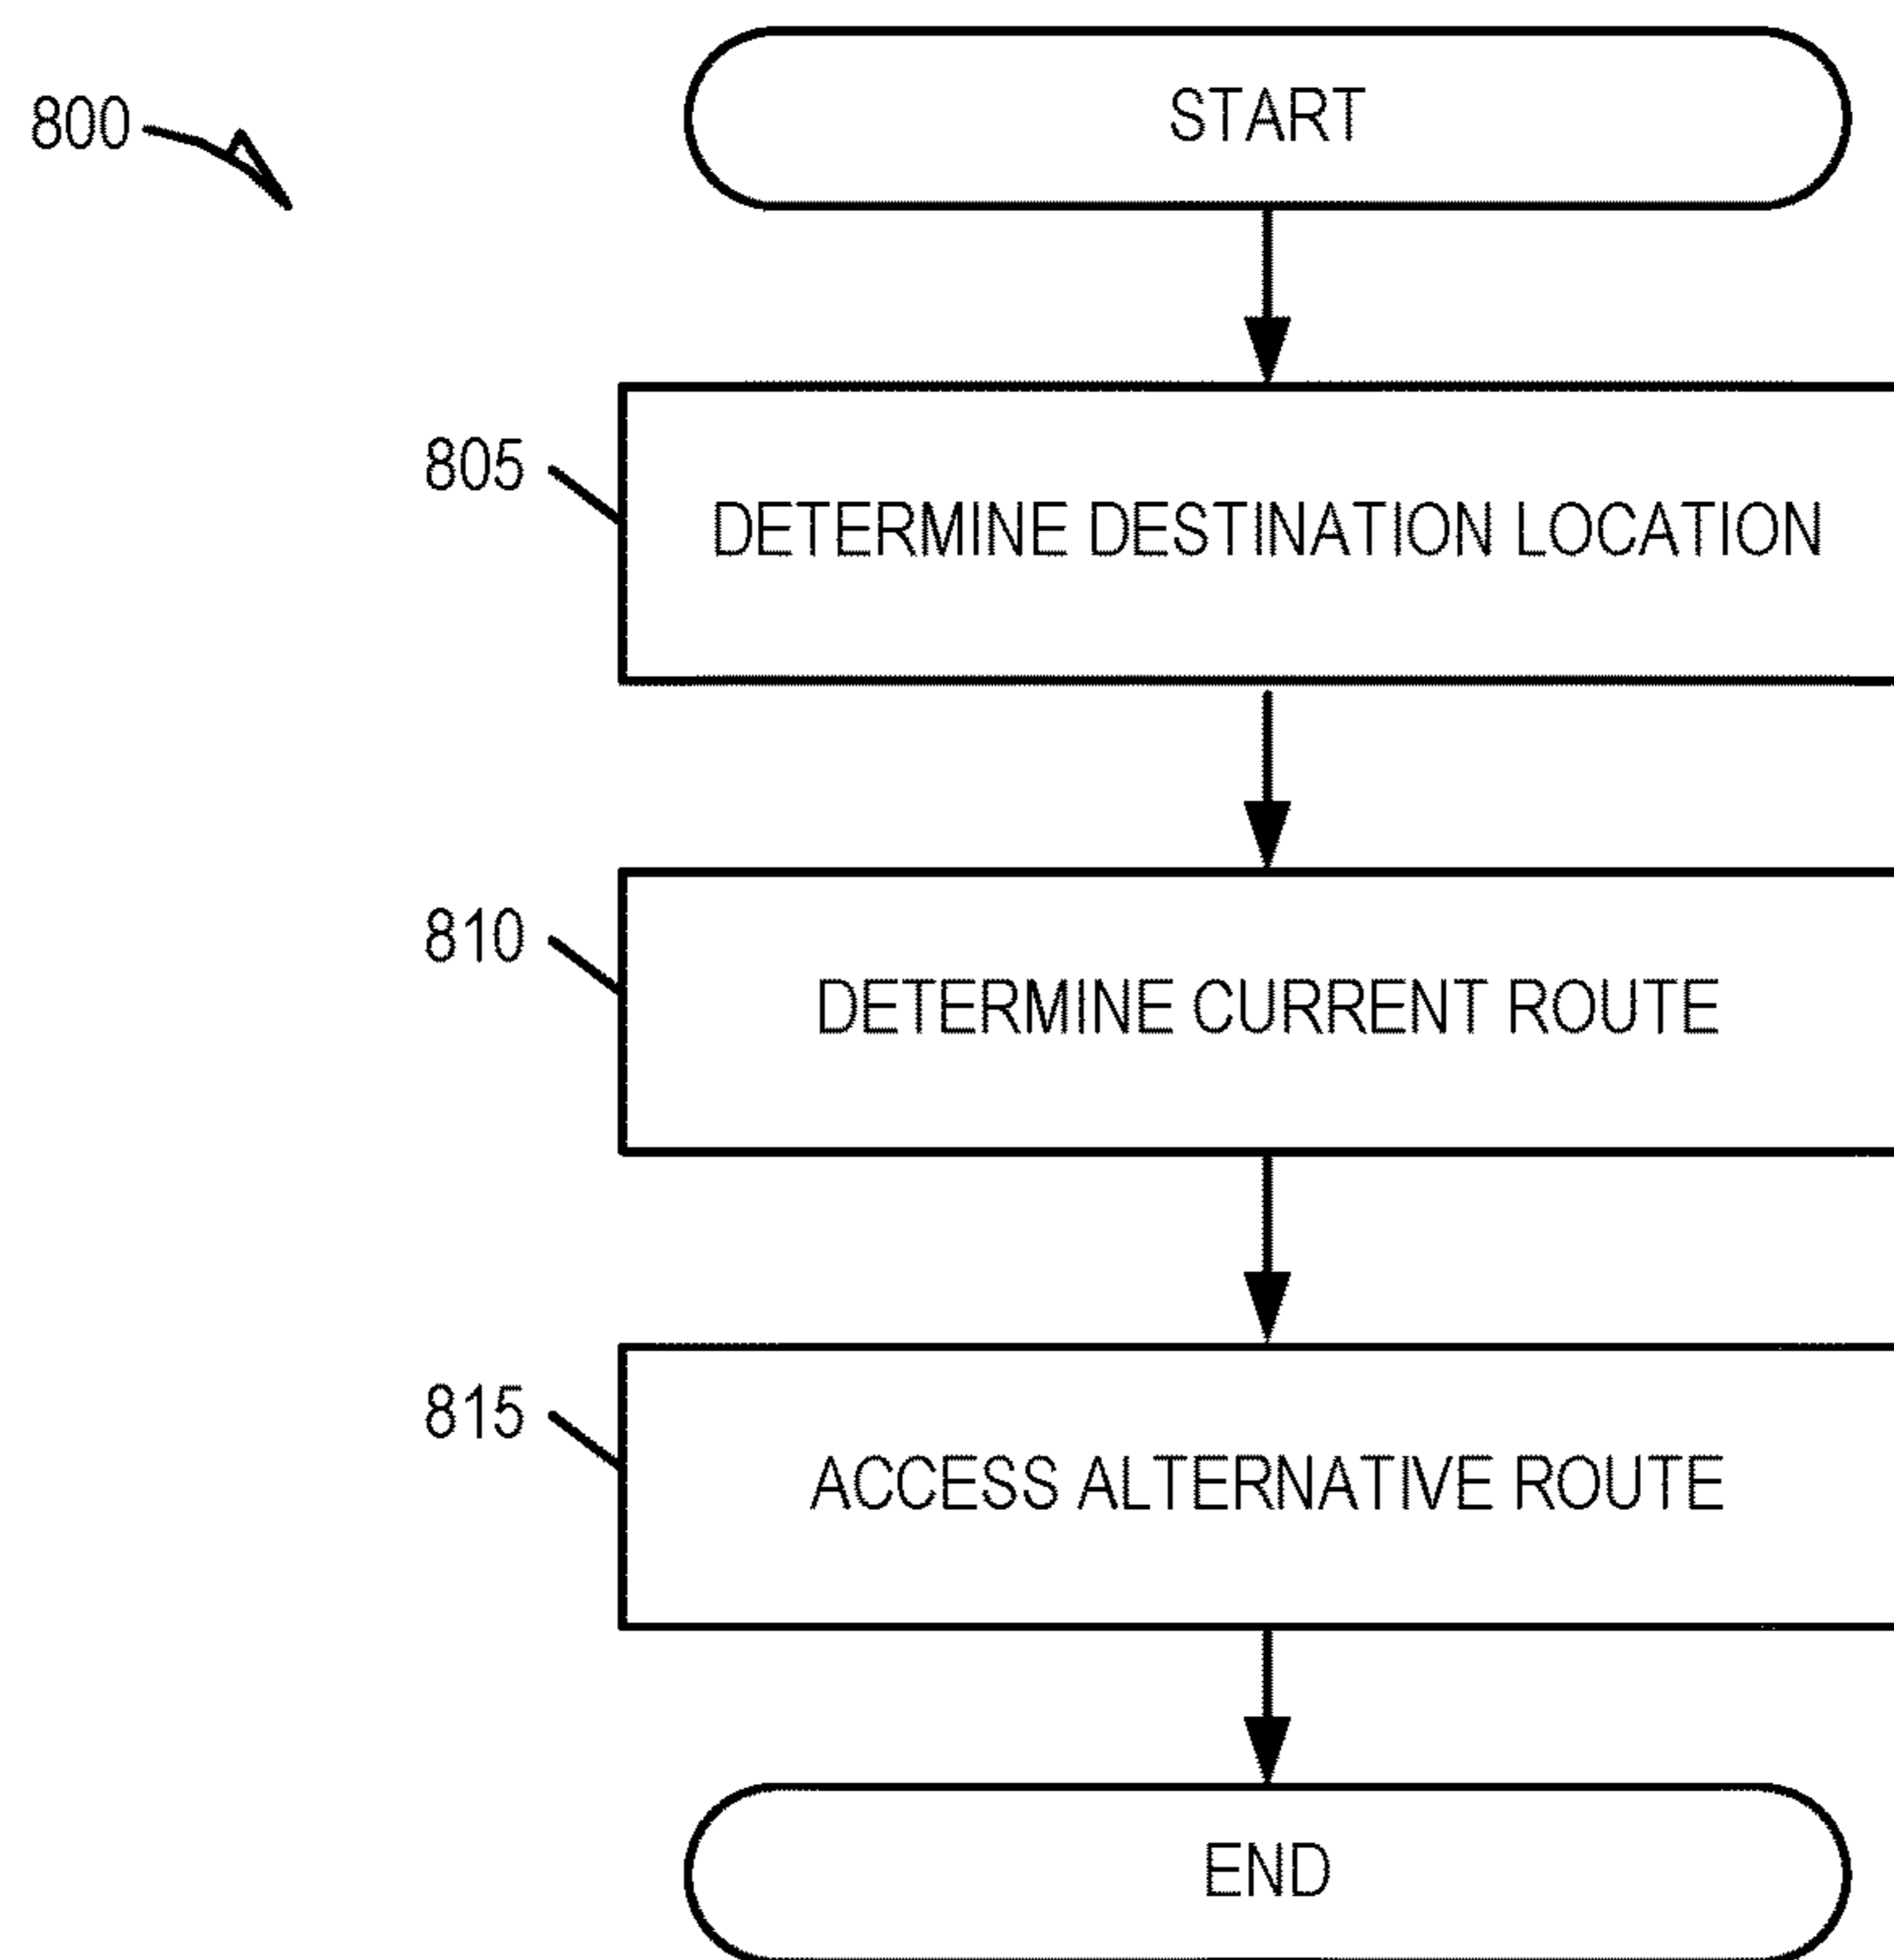 800
START
805
DETERMINE DESTINATION LOCATION
810
DETERMINE CURRENT ROUTE
815
ACCESS ALTERNATIVE ROUTE
END